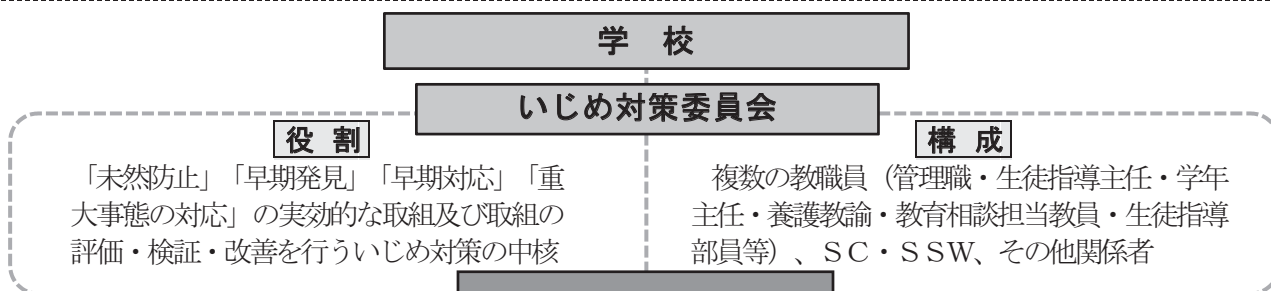 学 校
いじめ対策委員会
役 割
「未然防止」「早期発見」「早期対応」「重
大事態の対応」の実効的な取組及び取組の
評価・検証・改善を行ういじめ対策の中核
構 成
複数の教職員（管理職・生徒指導主任・学年
主任・養護教諭・教育相談担当教員・生徒指導
部員等）、ＳＣ・ＳＳＷ、その他関係者